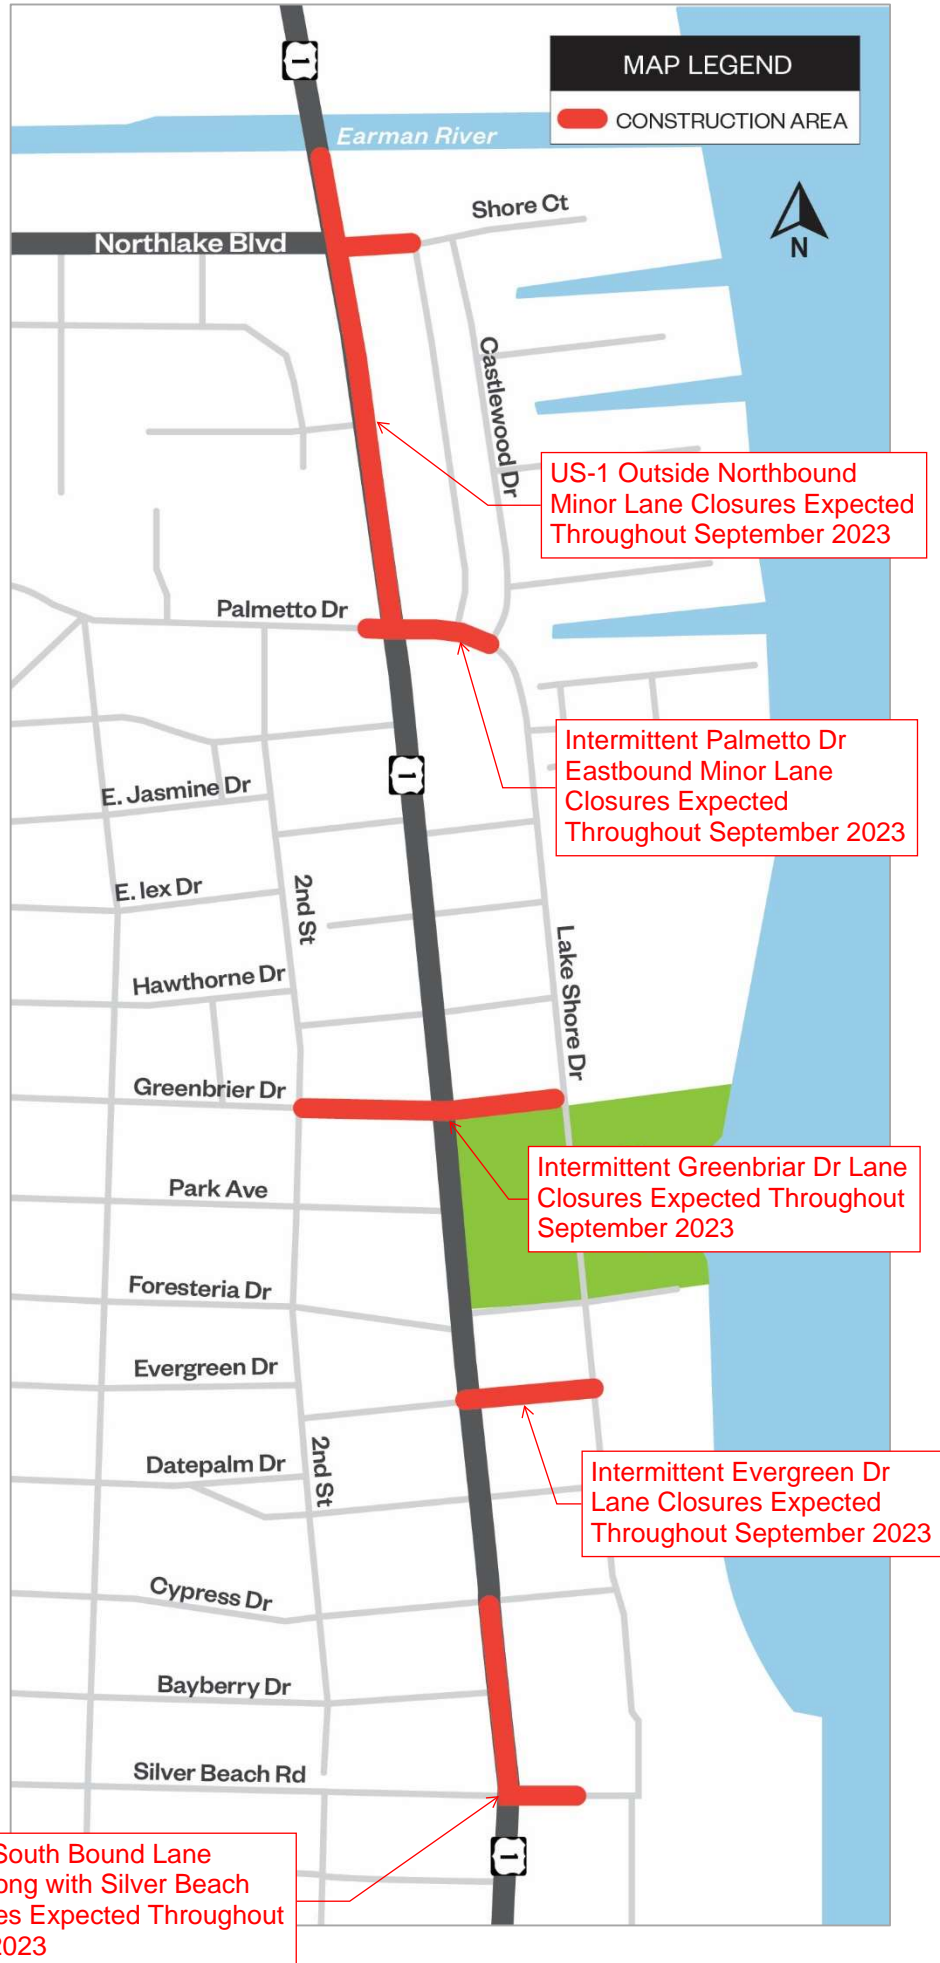 1
MAP LEGEND
CONSTRUCTION AREA
Earman River
N
Shore Ct
Northlake Blvd
Castlewood Dr
US-1 Outside Northbound
Minor Lane Closures Expected
Throughout September 2023
Palmetto Dr
Intermittent Palmetto Dr
Eastbound Minor Lane
Closures Expected
Throughout September 2023
1
E. Jasmine Dr
E. lex Dr
2nd St
Lake Shore Dr
Hawthorne Dr
Greenbrier Dr
Intermittent Greenbriar Dr Lane
Closures Expected Throughout
September 2023
Park Ave
Foresteria Dr
Evergreen Dr
2nd St
Datepalm Dr
Intermittent Evergreen Dr
Lane Closures Expected
Throughout September 2023
Cypress Dr
Bayberry Dr
Silver Beach Rd
South Bound Lane
with Silver Beach
Expected Throughout
1